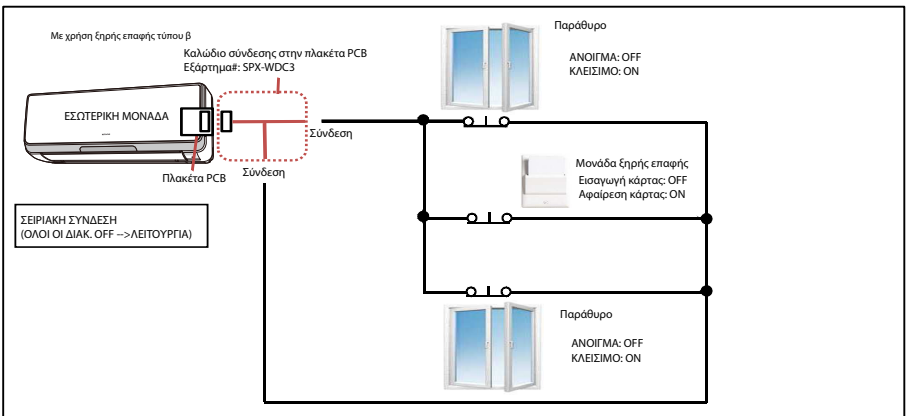 Με χρήση ξηρής επαφής τύπου β
Καλώδιο σύνδεσης στην πλακέτα PCB
Εξάρτημα#: SPX-WDC3
ΕΣΩΤΕΡΙΚΗ ΜΟΝΑΔΑ
Πλακέτα PCB
Σύνδεση
Σύνδεση
ΣΕΙΡΙΑΚΗ ΣΥΝΔΕΣΗ
(ΟΛΟΙ ΟΙ ΔΙΑΚ. OFF -->ΛΕΙΤΟΥΡΓΙΑ)
Παράθυρο
ΑΝΟΙΓΜΑ: OFF
ΚΛΕΙΣΙΜΟ: ON
Μονάδα ξηρής επαφής
Εισαγωγή κάρτας: OFF
Αφαίρεση κάρτας: ON
Παράθυρο
ΑΝΟΙΓΜΑ: OFF
ΚΛΕΙΣΙΜΟ: ON